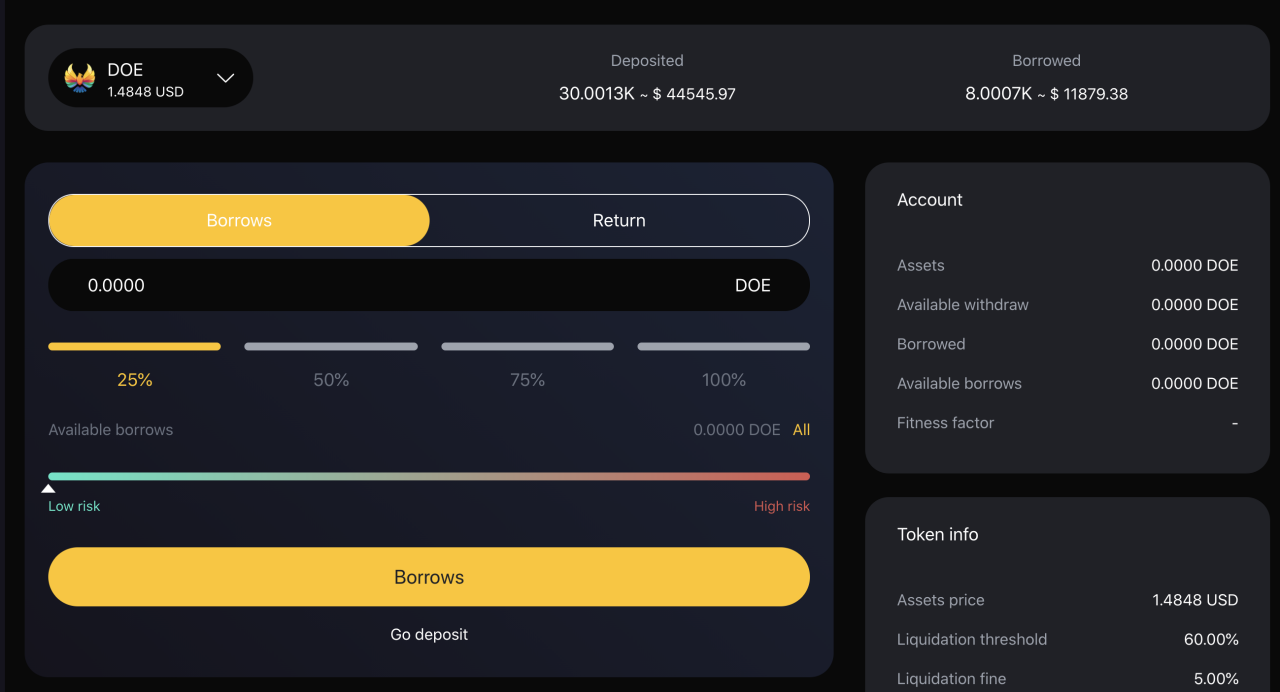 DOE
1.4848 USD
Deposited
30.0013K ~ $ 44545.97
Borrowed
8.0007K ~ $ 11879.38
Borrows
Return
0.0000 DOE
25% 50% 75% 100%
Available borrows 0.0000 DOE All
Low risk High risk
Borrows
Go deposit
Account
Assets 0.0000 DOE
Available withdraw 0.0000 DOE
Borrowed 0.0000 DOE
Available borrows 0.0000 DOE
Fitness factor -
Token info
Assets price 1.4848 USD
Liquidation threshold 60.00%
Liquidation fine 5.00%